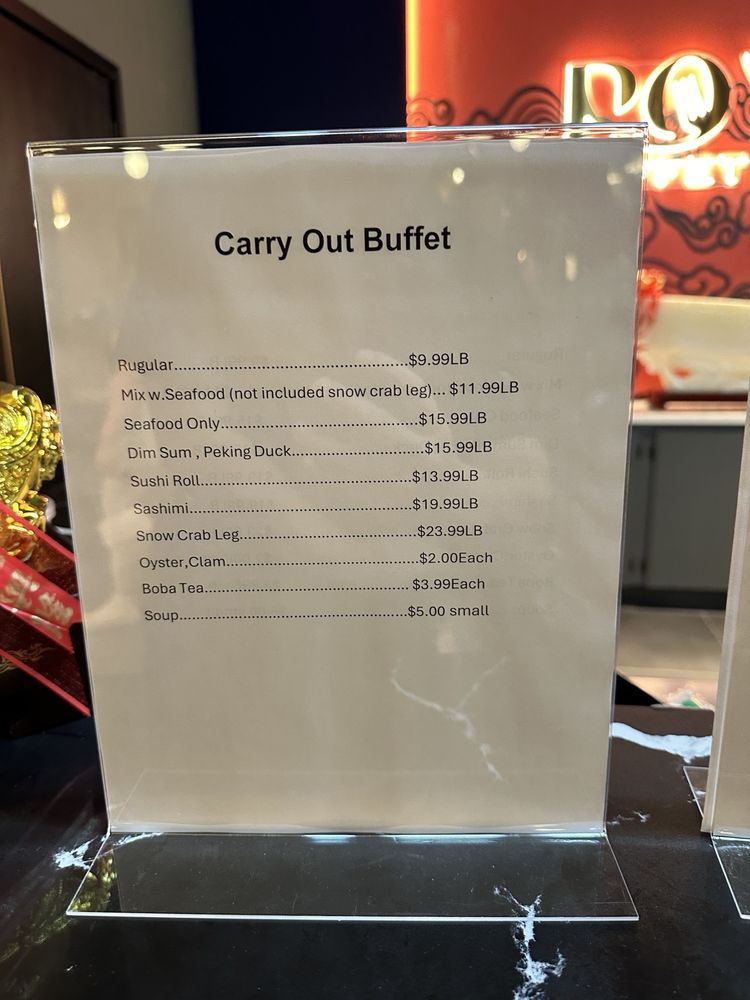 Carry Out Buffet
Rugular..................................................$9.99LB
Mix w.Seafood (not included snow crab leg)... $11.99LB
Seafood Only..........................................$15.99LB
Dim Sum , Peking Duck............................$15.99LB
Sushi Roll.............................................$13.99LB
Sashimi...............................................$19.99LB
Snow Crab Leg......................................$23.99LB
Oyster,Clam.........................................$2.00Each
Boba Tea........................................... $3.99Each
Soup................................................$5.00 small